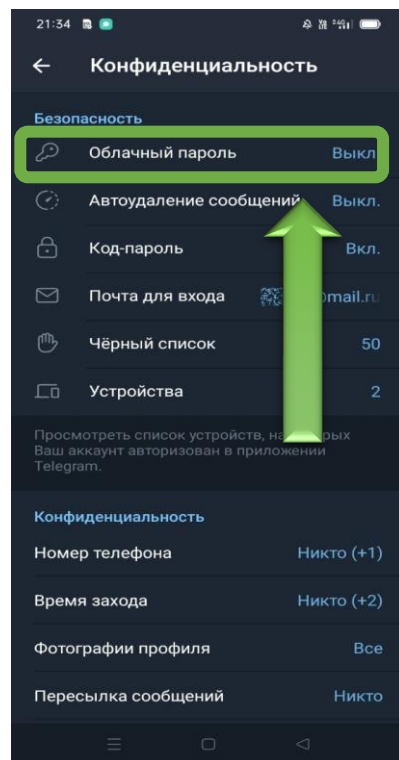 21:34
Конфиденциальность
Безопасность
Облачный пароль Выкл
Автоудаление сообщений Выкл.
Код-пароль Вкл.
Почта для входа @mail.ru
Чёрный список 50
Устройства 2
Просмотреть список устройств, на
Ваш аккаунт авторизован в приложении
Telegram.
Конфиденциальность
Номер телефона Никто (+1)
Время захода Никто (+2)
Фотографии профиля Все
Пересылка сообщений Никто